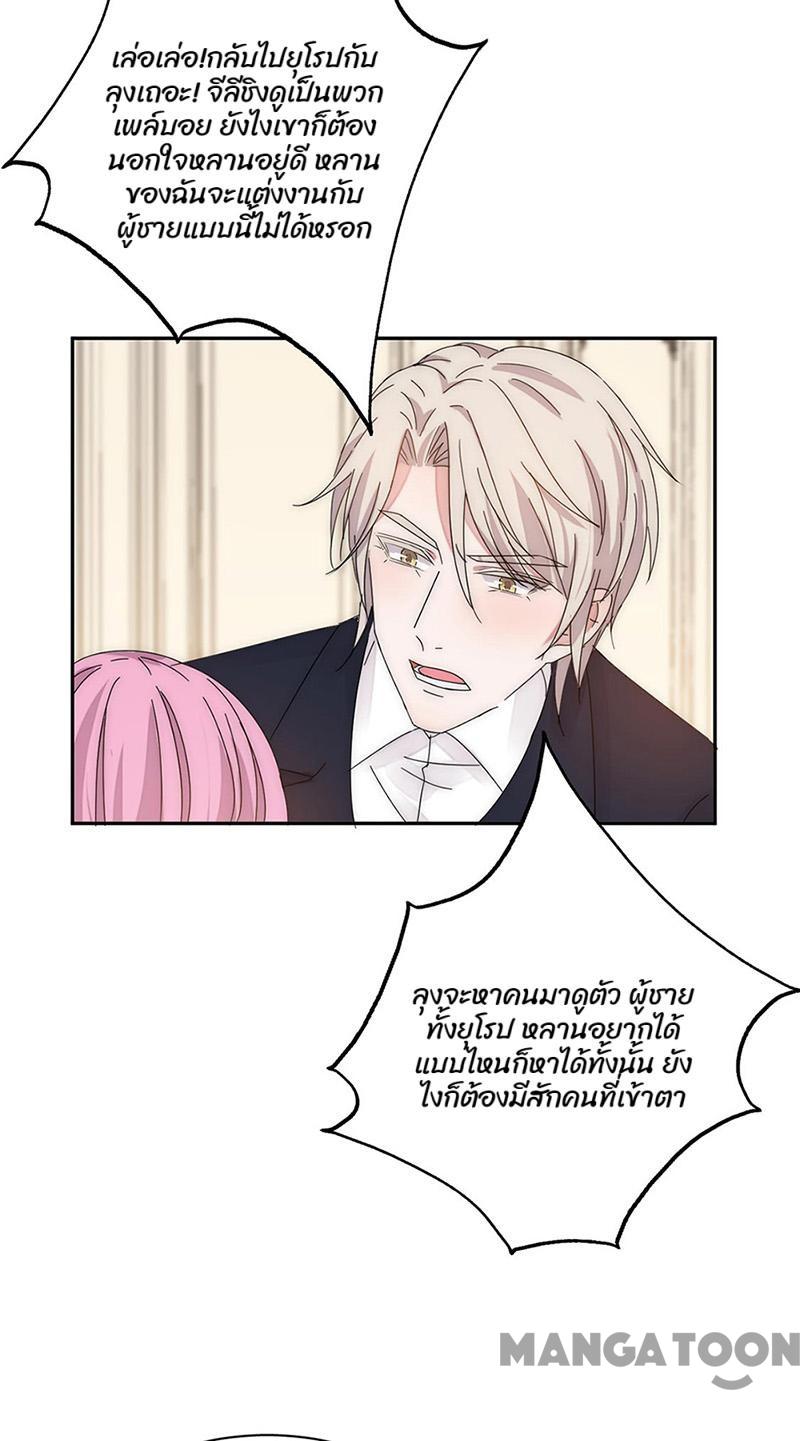 เล่อเล่อ!กลับไปยุโรปกับ
ลุงเถอะ! จีลี่ชิงดูเป็นพวก
เพล์บอย ยังไงเขาก็ต้อง
นอกใจหลานอยู่ดี หลาน
ของฉันจะแต่งงานกับ
ผู้ชายแบบนี้ไม่ได้หรอก
ลุงจะหาคนมาดูตัว ผู้ชาย
ทั้งยุโรป หลานอยากได้
แบบไหนก็หาได้ทั้งนั้น ยัง
ไงก็ต้องมีสักคนที่เข้าตา
MANGATOON